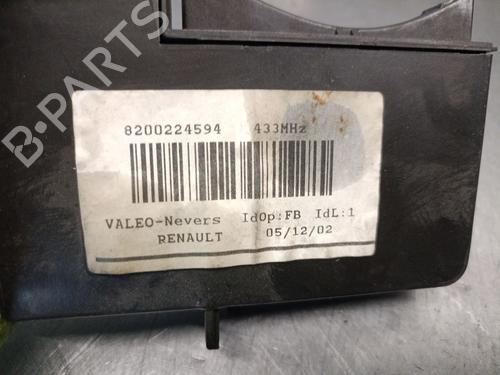 8200224594 433MHz
VALEO-Nevers IdOp:FB IdL:1
RENAULT 05/12/02
B-PARTS